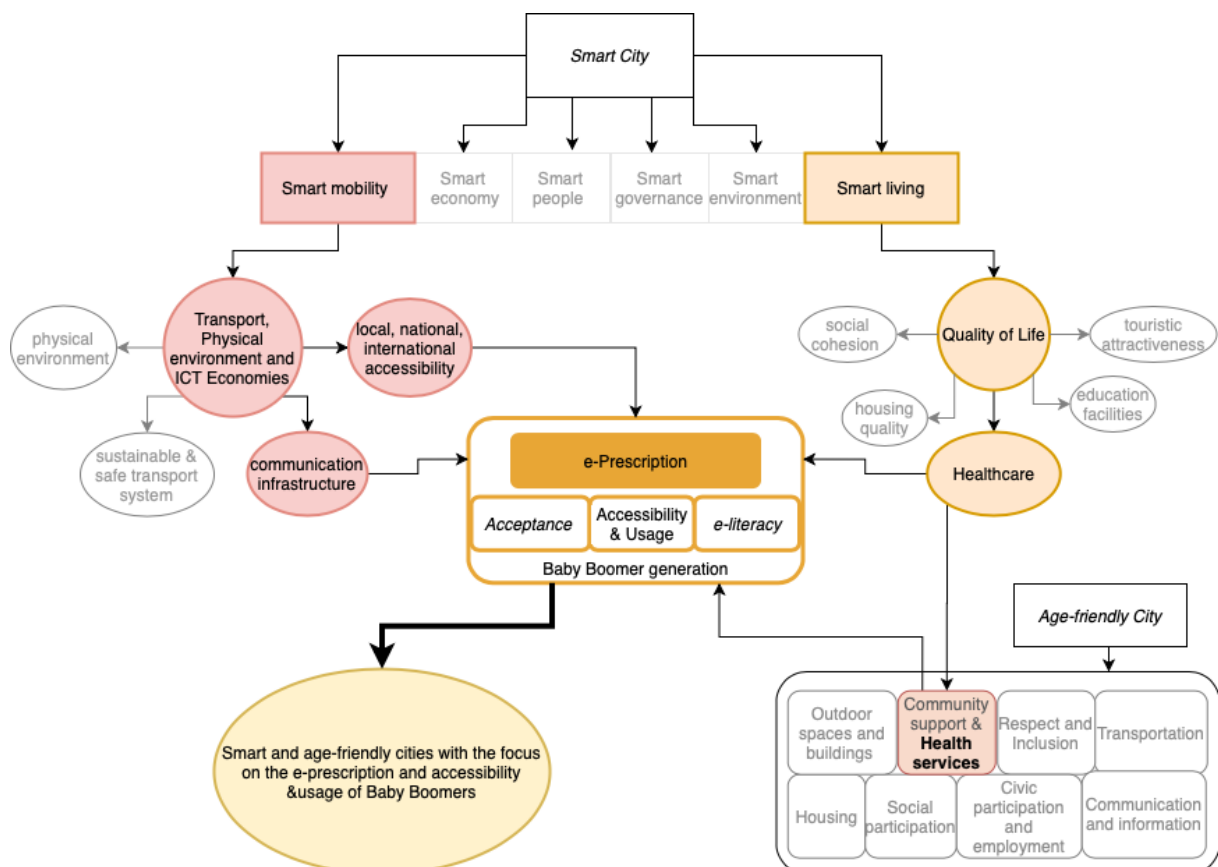 Smart City
Smart mobility
Smart
economy
Smart
people
Smart
governance
Smart
environment
Smart living
physical
environment
Transport,
Physical
environment and
ICT Economies
local, national,
international
accessibility
sustainable &
safe transport
system
communication
infrastructure
social
cohesion
Quality of Life
touristic
attractiveness
housing
quality
education
facilities
Healthcare
e-Prescription
Acceptance
Accessibility
& Usage
e-literacy
Baby Boomer generation
Age-friendly City
Smart and age-friendly cities with the focus
on the e-prescription and accessibility
&usage of Baby Boomers
Outdoor
spaces and
buildings
Community
support &
Health
services
Respect and
Inclusion
Transportation
Housing
Social
participation
Civic
participation
and
employment
Communication
and information